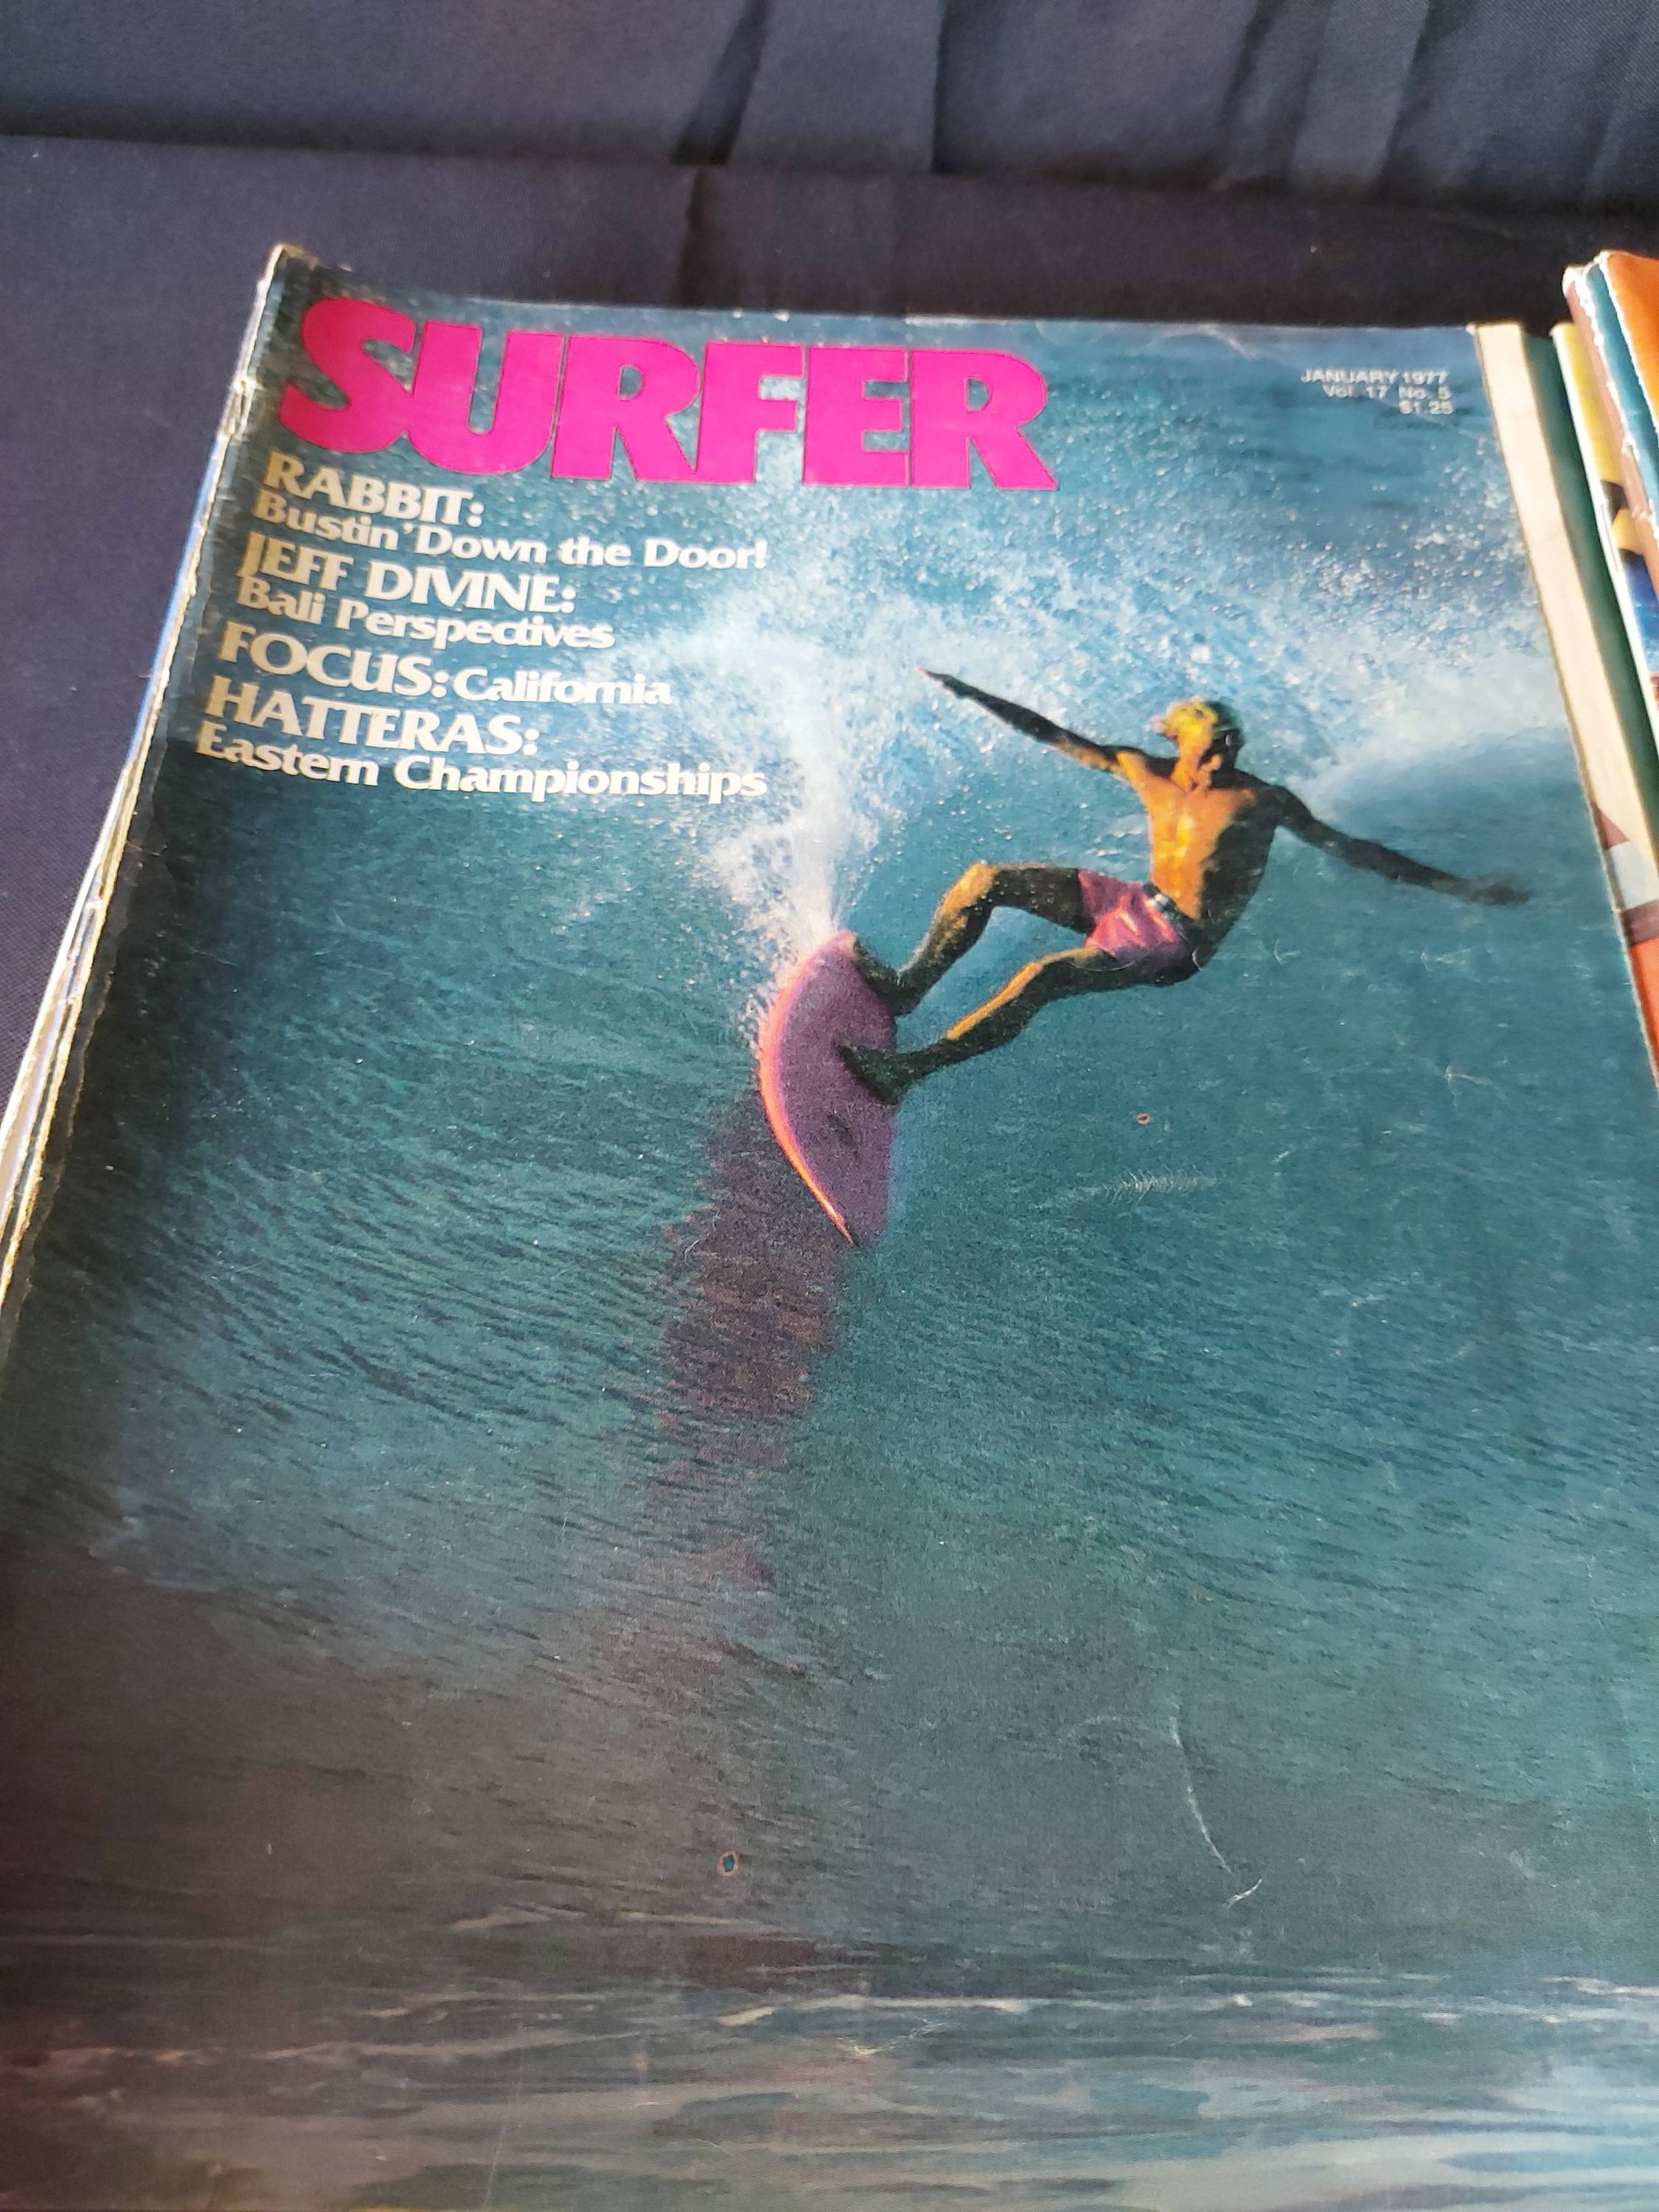 SURFER
JANUARY 1977
Vol. 17 No. 5
$1.25
RABBIT:
Bustin' Down the Door!
JEFF DIVINE:
Bali Perspectives
FOCUS: California
HATTERAS:
Eastern Championships